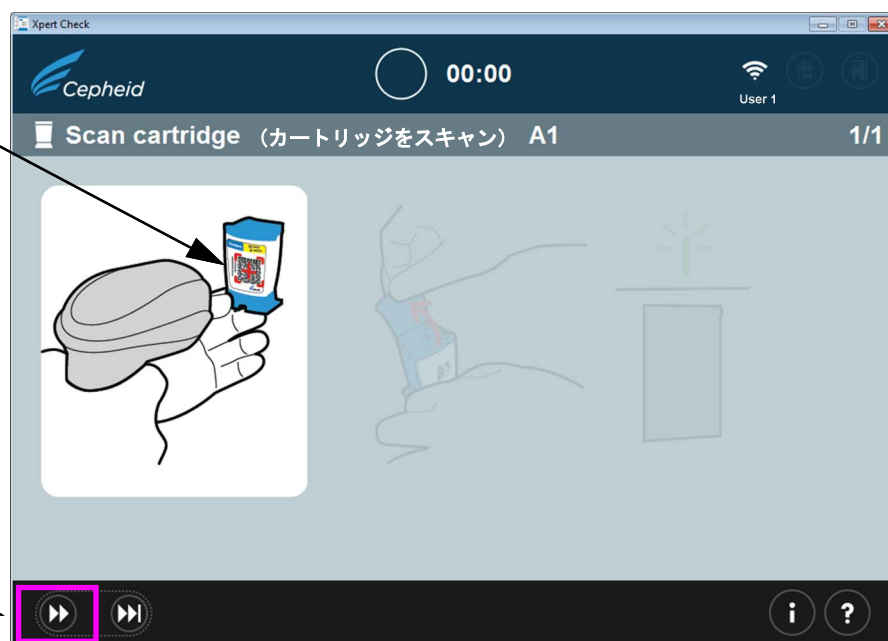 Xpert Check
Cepheid
00:00
User 1
Scan cartridge （カートリッジをスキャン） A1 1/1
i ?